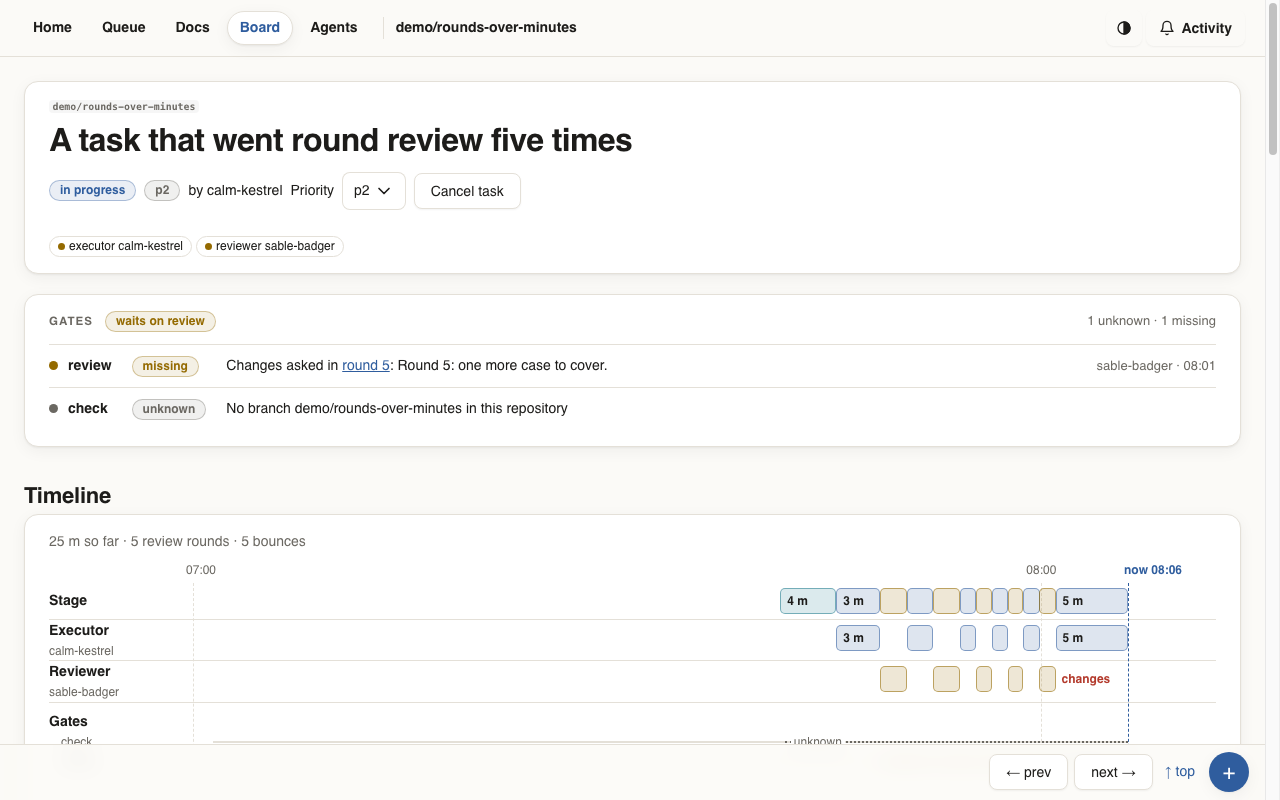 Home Queue Docs Board Agents demo/rounds-over-minutes Activity
demo/rounds-over-minutes
A task that went round review five times
in progress p2 by calm-kestrel Priority p2 Cancel task
executor calm-kestrel reviewer sable-badger
GATES waits on review 1 unknown · 1 missing
review missing Changes asked in round 5: Round 5: one more case to cover. sable-badger · 08:01
check unknown No branch demo/rounds-over-minutes in this repository
Timeline
25 m so far · 5 review rounds · 5 bounces
07:00 08:00 now 08:06
Stage 4 m 3 m 5 m
Executor 3 m 5 m
calm-kestrel
Reviewer changes
sable-badger
Gates
check unknown
← prev next → ↑ top +